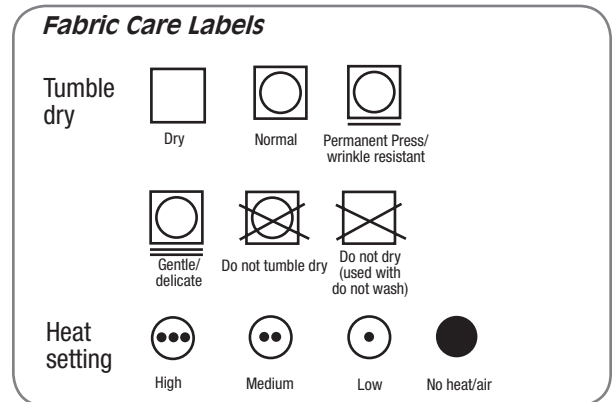 Fabric Care Labels
Tumble
dry
Dry
Normal
Permanent Press/
wrinkle resistant
Gentle/
delicate
Do not tumble dry
Do not dry
(used with
do not wash)
Heat
setting
High
Medium
Low
No heat/air